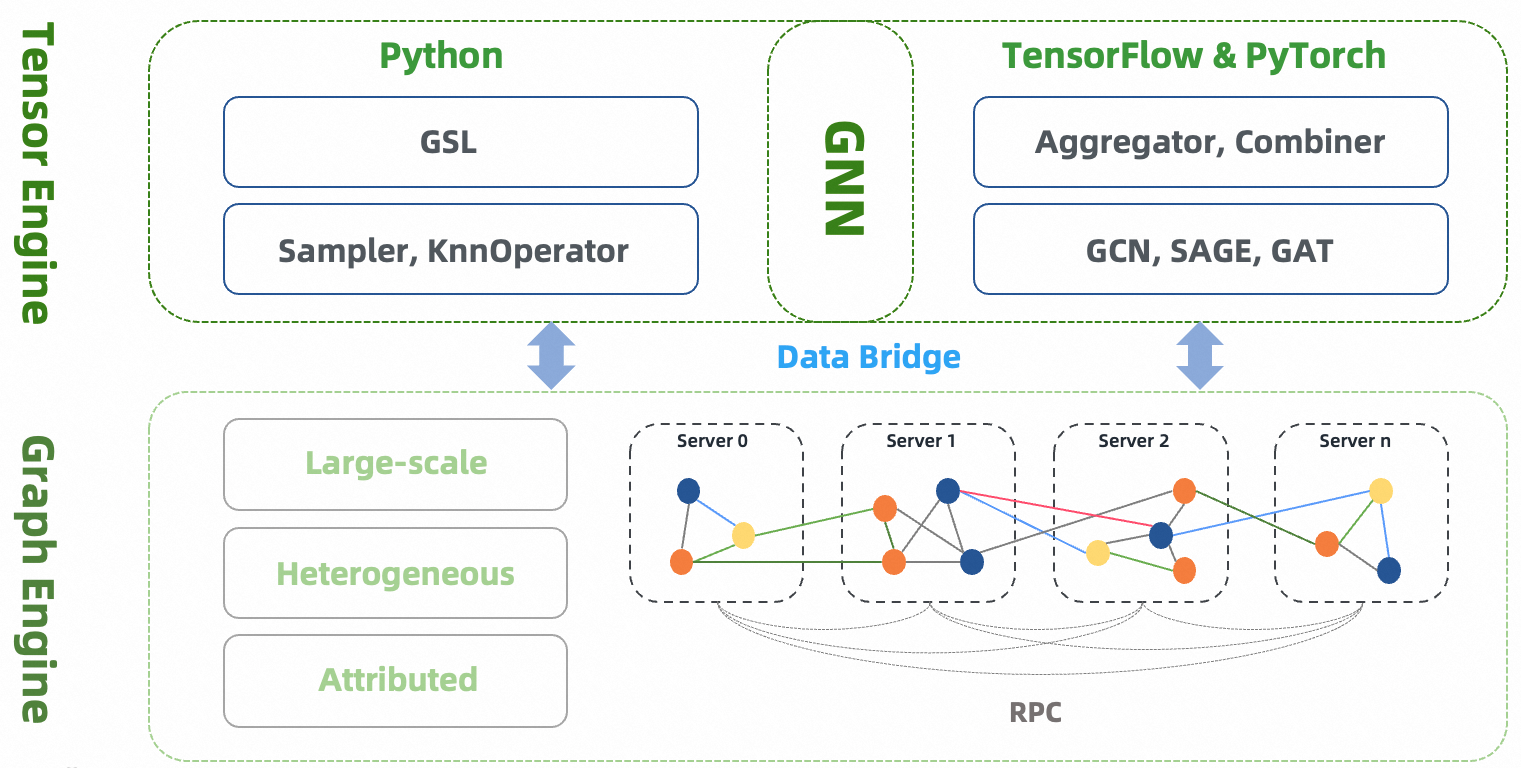 Tensor Engine
Python
GSL
Sampler, KnnOperator
GNN
TensorFlow & PyTorch
Aggregator, Combiner
GCN, SAGE, GAT
Data Bridge
Graph Engine
Large-scale
Heterogeneous
Attributed
Server 0
Server 1
Server 2
Server n
RPC